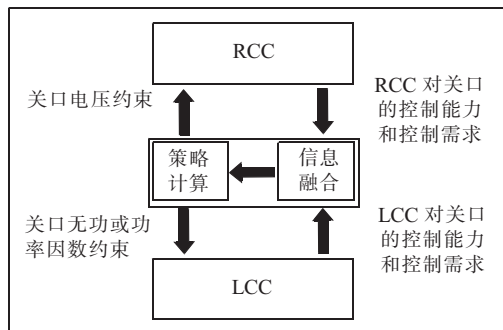 RCC
关口电压约束
RCC 对关口
的控制能力
和控制需求
策略
计算
信息
融合
关口无功或功
率因数约束
LCC 对关口
的控制能力
和控制需求
LCC